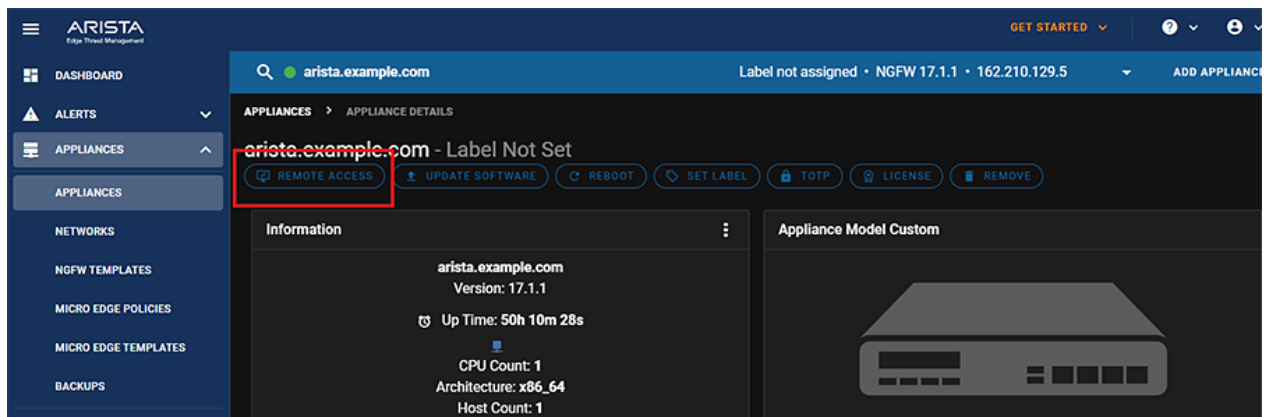 ARISTA
Edge Threat Management
GET STARTED
DASHBOARD
ALERTS
APPLIANCES
APPLIANCES
NETWORKS
NGFW TEMPLATES
MICRO EDGE POLICIES
MICRO EDGE TEMPLATES
BACKUPS
arista.example.com
Label not assigned • NGFW 17.1.1 • 162.210.129.5
ADD APPLIANCE
APPLIANCES > APPLIANCE DETAILS
arista.example.com - Label Not Set
REMOTE ACCESS
UPDATE SOFTWARE
REBOOT
SET LABEL
TOTP
LICENSE
REMOVE
Information
arista.example.com
Version: 17.1.1
Up Time: 50h 10m 28s
CPU Count: 1
Architecture: x86_64
Host Count: 1
Appliance Model Custom